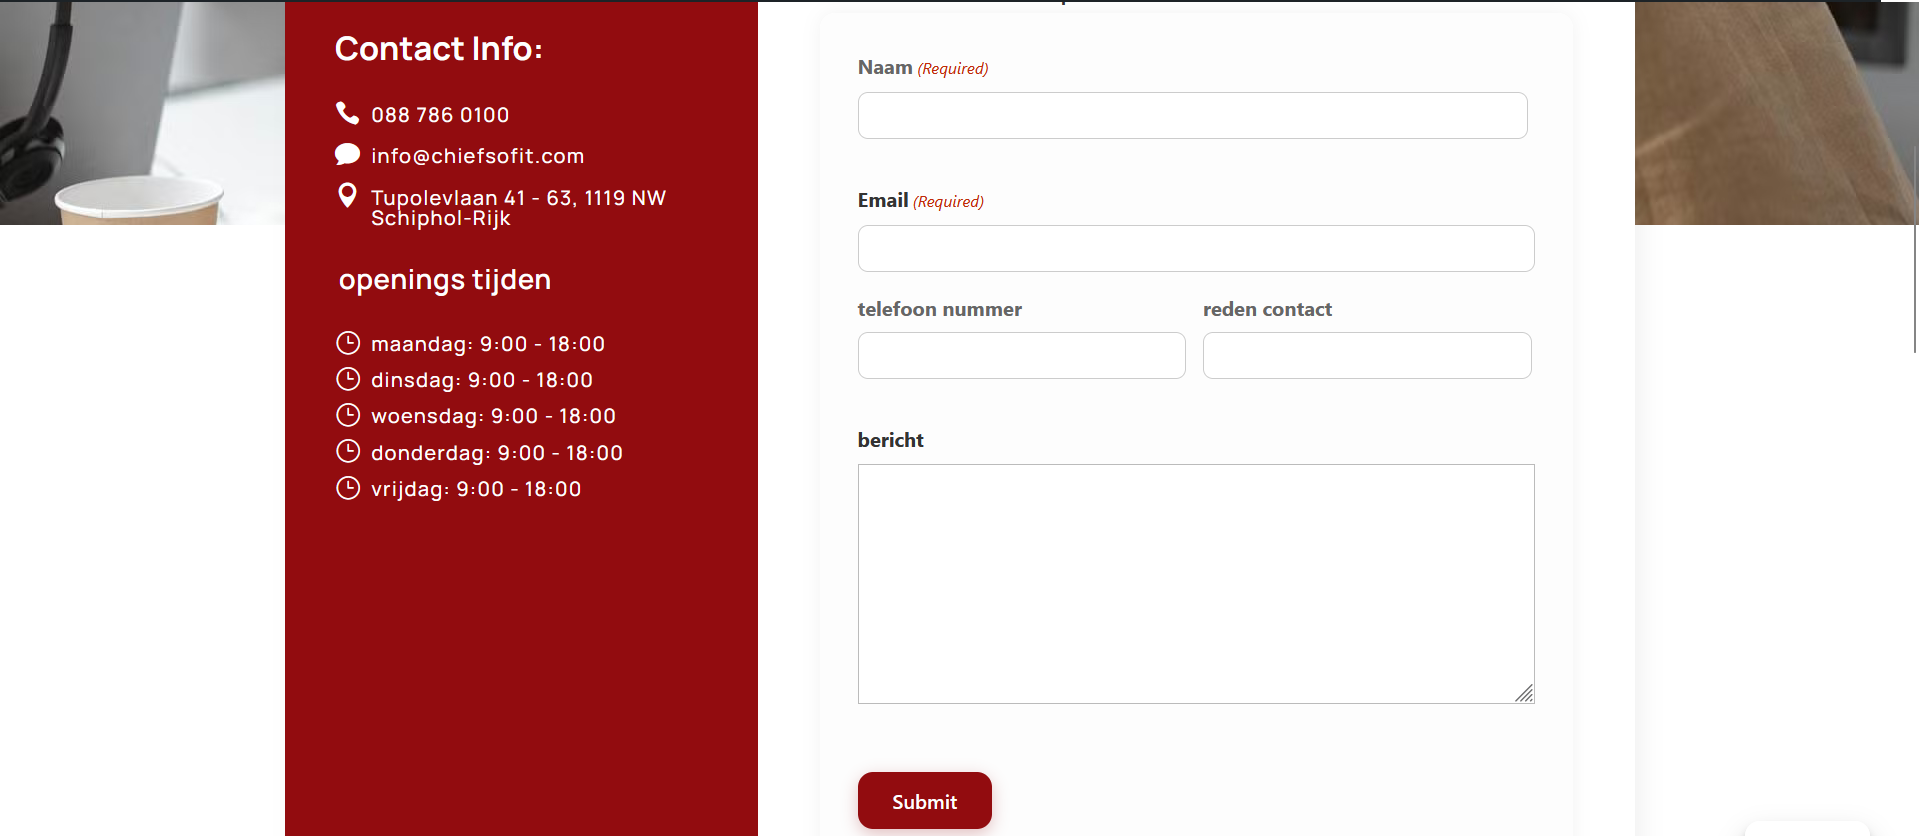 Contact Info:
088 786 0100
info@chiefsofit.com
Tupolevlaan 41 - 63, 1119 NW
Schiphol-Rijk
openings tijden
maandag: 9:00 - 18:00
dinsdag: 9:00 - 18:00
woensdag: 9:00 - 18:00
donderdag: 9:00 - 18:00
vrijdag: 9:00 - 18:00
Naam (Required)
Email (Required)
telefoon nummer
reden contact
bericht
Submit